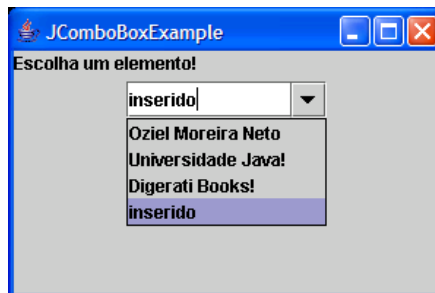 JComboBoxExample
Escolha um elemento!
inserido
Oziel Moreira Neto
Universidade Java!
Digerati Books!
inserido